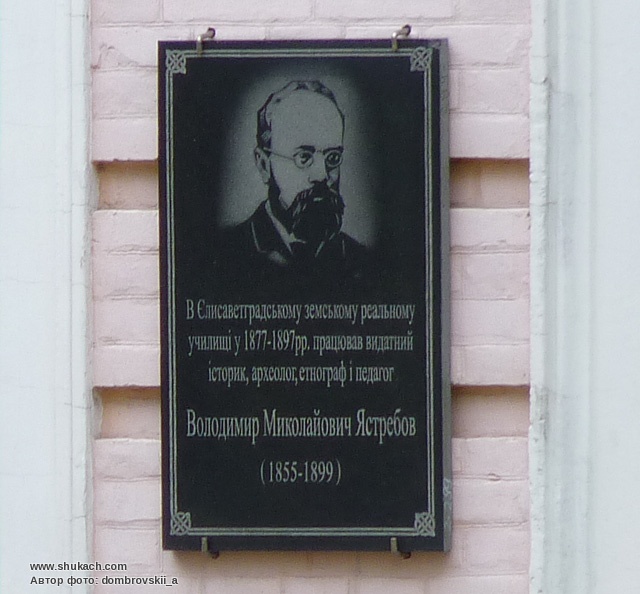 В Єлисаветградському земському реальному
училищі у 1877-1897рр. працював видатний
історик, археолог, етнограф і педагог
Володимир Миколайович Ястребов
(1855-1899)
www.shukach.com
Автор фото: dombrovskii_a